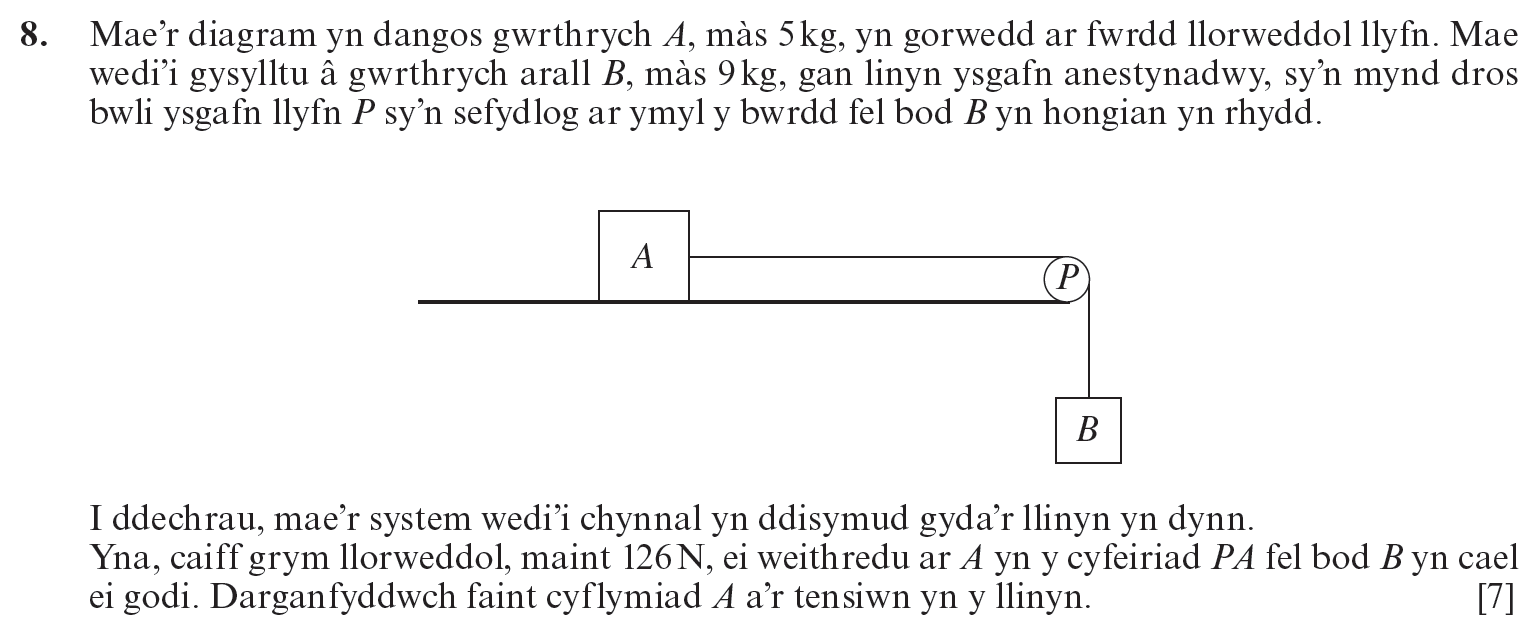 8. Mae'r diagram yn dangos gwrthrych A, màs 5 kg, yn gorwedd ar fwrdd llorweddol llyfn. Mae
wedi'i gysylltu â gwrthrych arall B, màs 9 kg, gan linyn ysgafn anestynadwy, sy'n mynd dros
bwli ysgafn llyfn P sy'n sefydlog ar ymyl y bwrdd fel bod B yn hongian yn rhydd.
A
P
B
I ddechrau, mae'r system wedi'i chynnal yn ddisymud gyda'r llinyn yn dynn.
Yna, caiff grym llorweddol, maint 126 N, ei weithredu ar A yn y cyfeiriad PA fel bod B yn cael
ei godi. Darganfyddwch faint cyflymiad A a'r tensiwn yn y llinyn. [7]